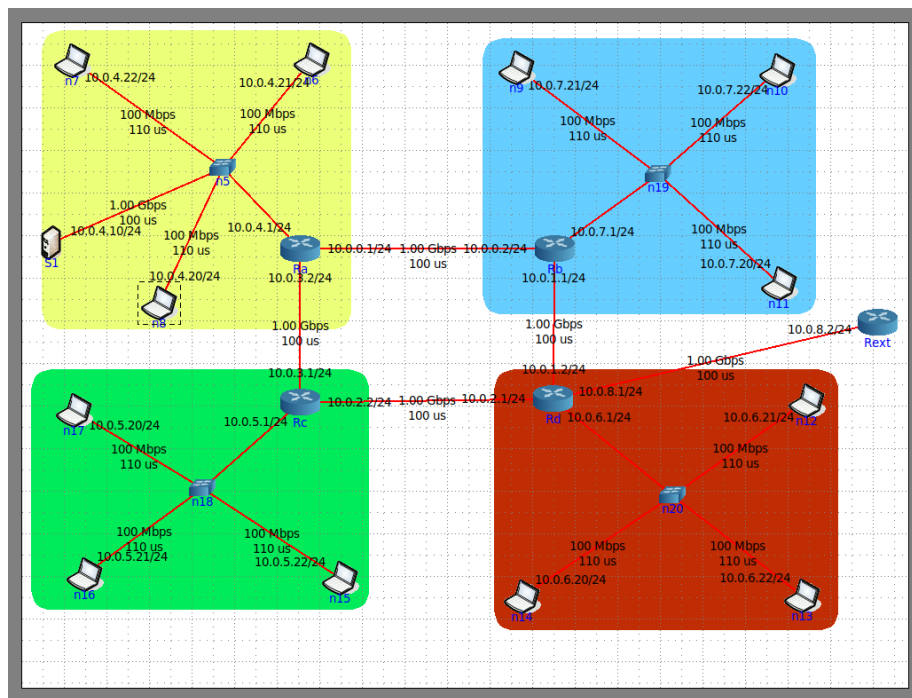 n7
10.0.4.22/24
n6
10.0.4.21/24
100 Mbps
110 us
100 Mbps
110 us
n5
1.00 Gbps
100 us
10.0.4.10/24
S1
100 Mbps
110 us
10.0.4.1/24
10.0.4.20/24
n8
Ra
10.0.0.1/24
1.00 Gbps
100 us
10.0.0.2/24
10.0.3.2/24
n9
10.0.7.21/24
n10
10.0.7.22/24
100 Mbps
110 us
100 Mbps
110 us
n19
10.0.7.1/24
100 Mbps
110 us
10.0.7.20/24
n11
Rb
10.0.1.1/24
1.00 Gbps
100 us
1.00 Gbps
100 us
10.0.8.2/24
Rext
1.00 Gbps
100 us
10.0.3.1/24
10.0.1.2/24
Rc
10.0.2.2/24
1.00 Gbps
100 us
10.0.2.1/24
Rd
10.0.8.1/24
10.0.6.1/24
n17
10.0.5.20/24
10.0.5.1/24
100 Mbps
110 us
n18
100 Mbps
110 us
10.0.5.21/24
n16
100 Mbps
110 us
10.0.5.22/24
n15
n12
10.0.6.21/24
100 Mbps
110 us
n20
100 Mbps
110 us
10.0.6.20/24
n14
100 Mbps
110 us
10.0.6.22/24
n13